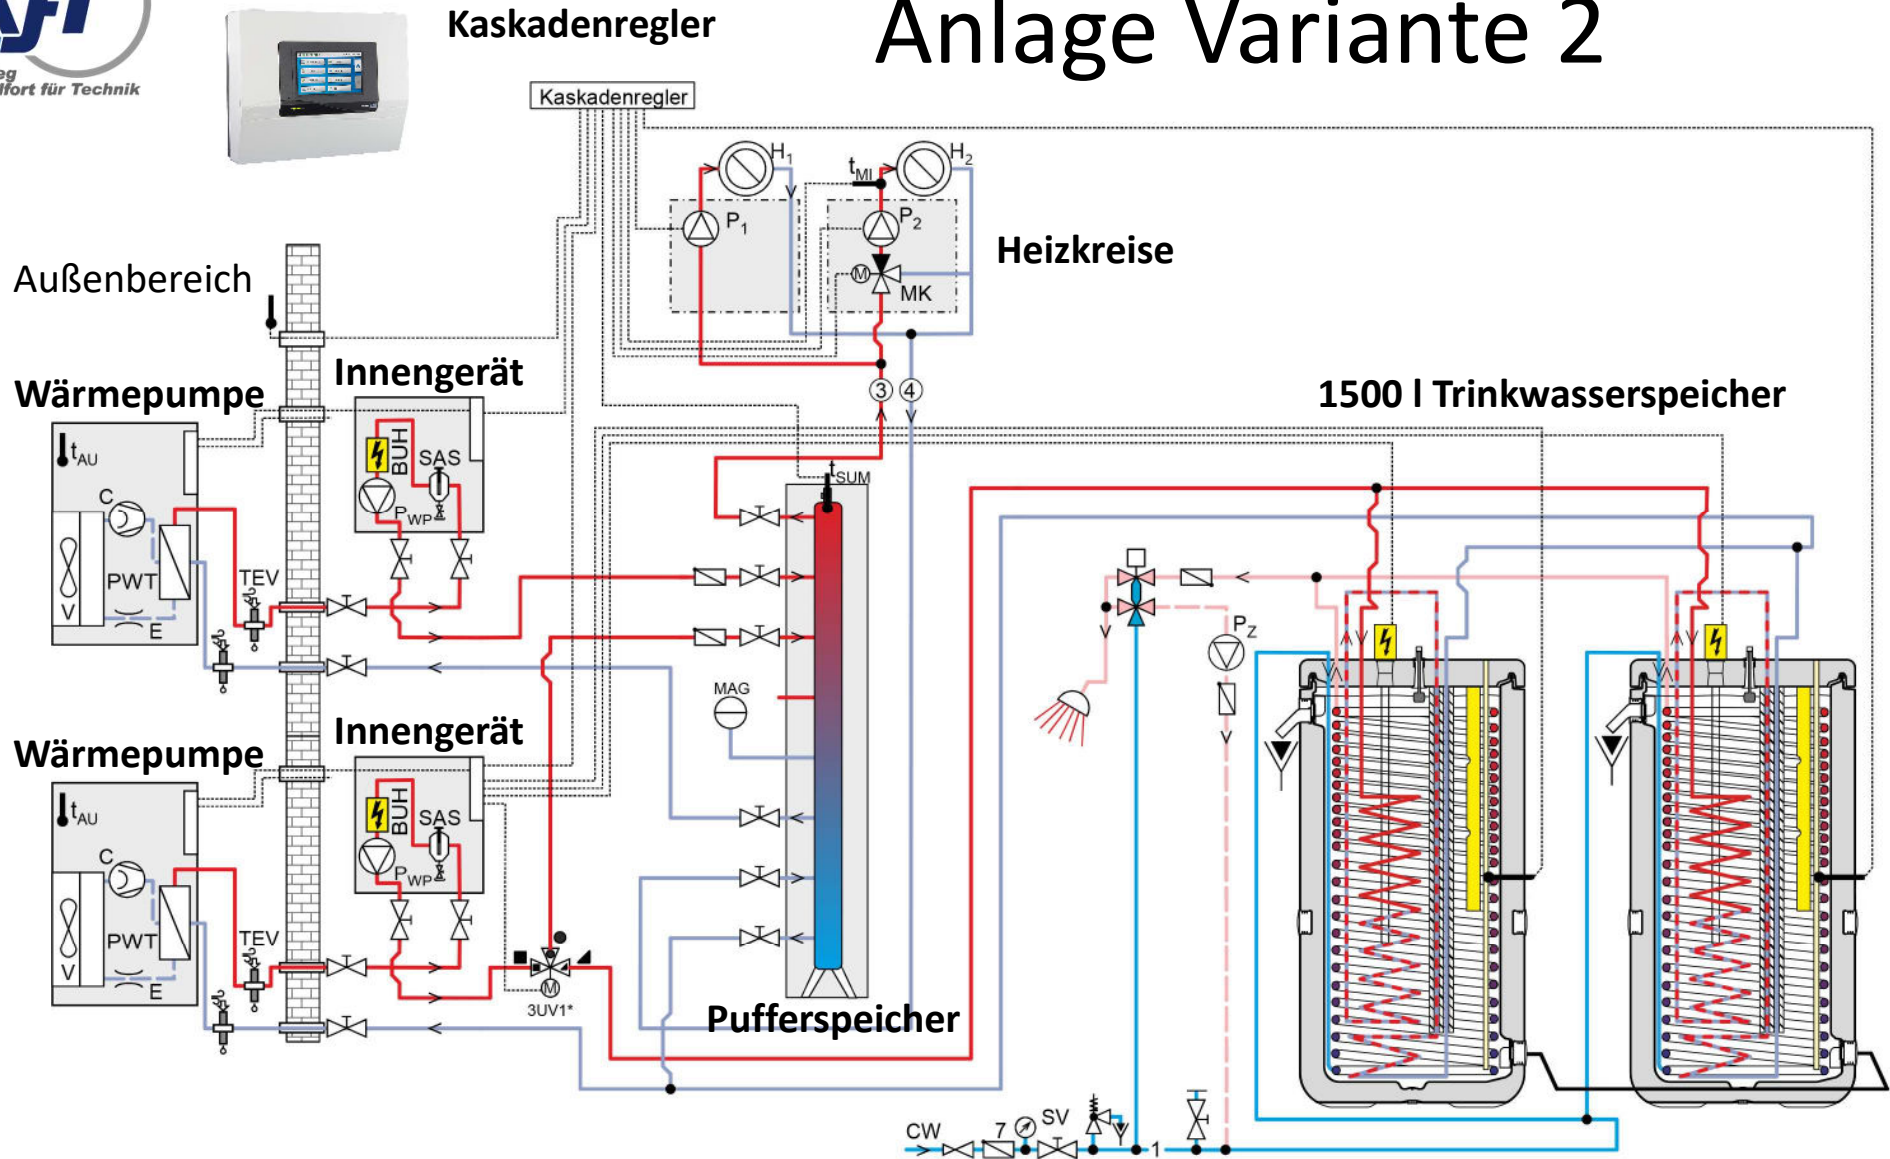 Kaskadenregler
Anlage Variante 2
lfort für Technik
Kaskadenregler
H1
H2
tMI
P1
P2
M
MK
Heizkreise
Außenbereich
Wärmepumpe
Innengerät
3
4
1500 l Trinkwasserspeicher
tAU
BUH
SAS
PWP
C
PWT
TEV
V
E
tSUM
PZ
MAG
Wärmepumpe
Innengerät
tAU
BUH
SAS
PWP
C
PWT
TEV
V
E
M
3UV1*
Pufferspeicher
CW
7
SV
1